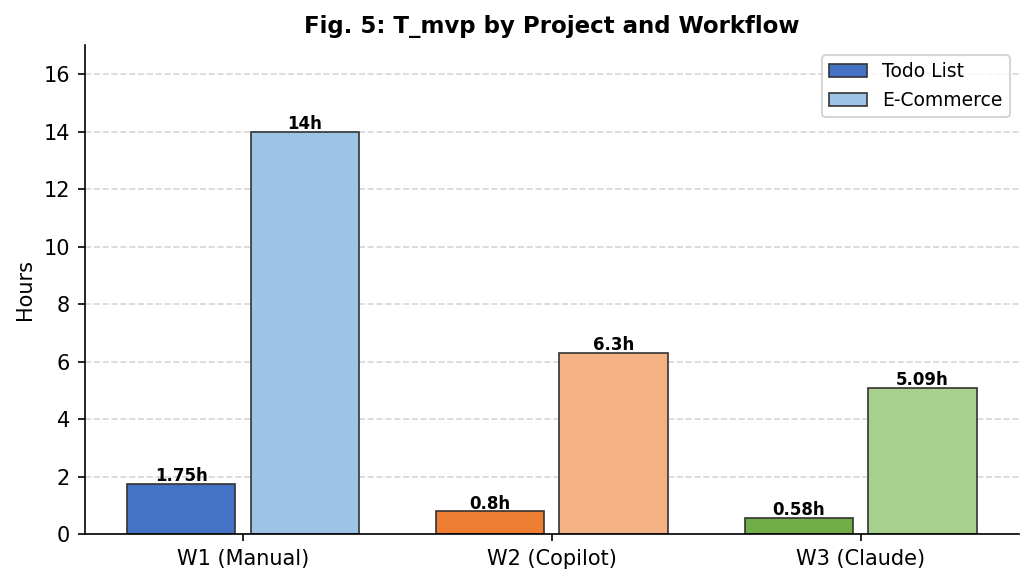 Fig. 5: T_mvp by Project and Workflow
Todo List
E-Commerce
Hours
16
14
12
10
8
6
4
2
0
1.75h
14h
0.8h
6.3h
0.58h
5.09h
W1 (Manual)
W2 (Copilot)
W3 (Claude)